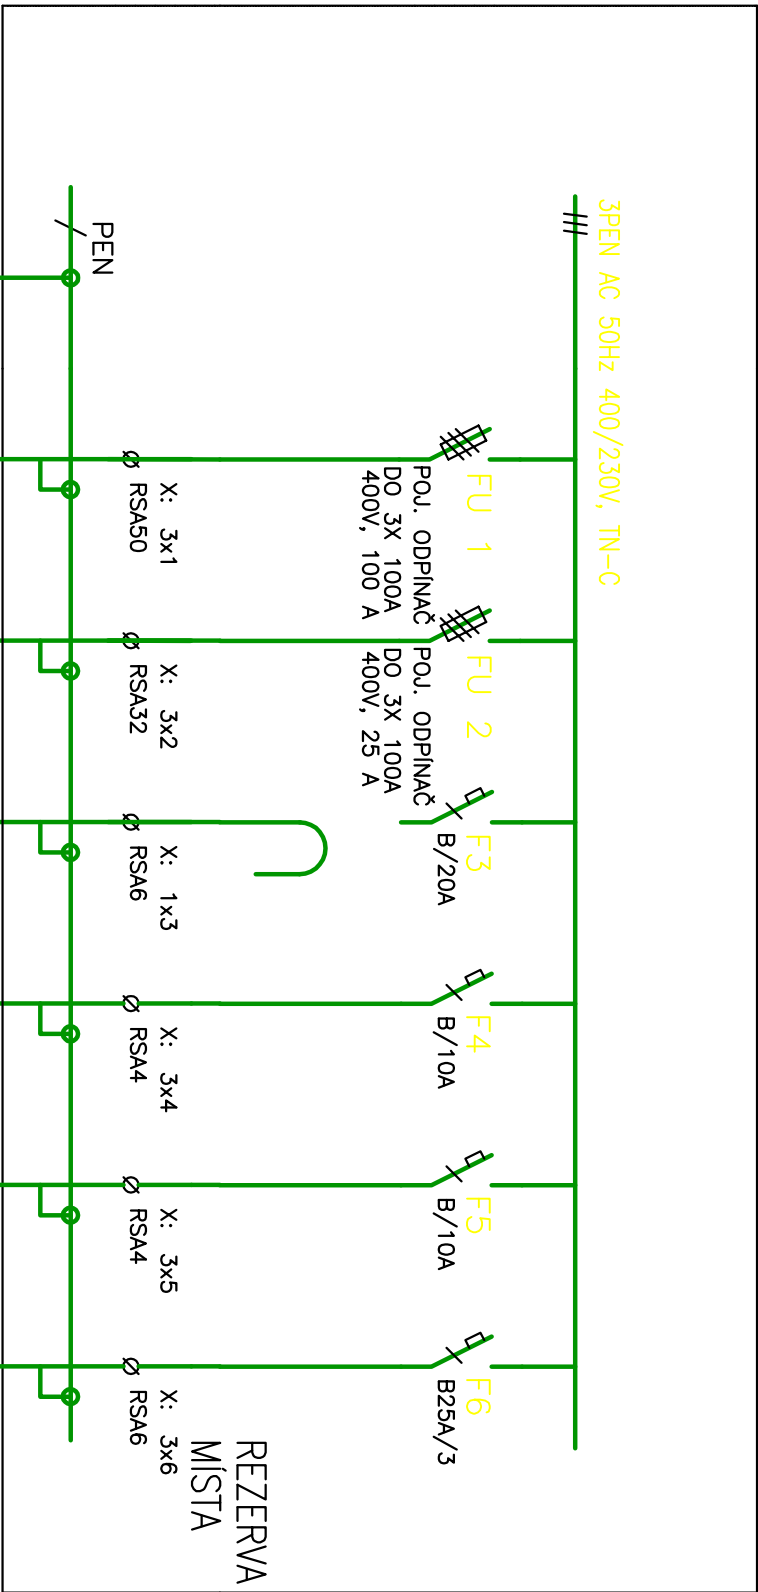 3PEN AC 50Hz 400/230V, TN-C
FU 1
POJ. ODPÍNAČ
DO 3X 100A
400V, 100 A
FU 2
POJ. ODPÍNAČ
DO 3X 100A
400V, 25 A
F3
B/20A
F4
B/10A
F5
B/10A
F6
B25A/3
PEN
X: 3x1
RSA50
X: 3x2
RSA32
X: 1x3
RSA6
X: 3x4
RSA4
X: 3x5
RSA4
X: 3x6
RSA6
REZERVA
MÍSTA